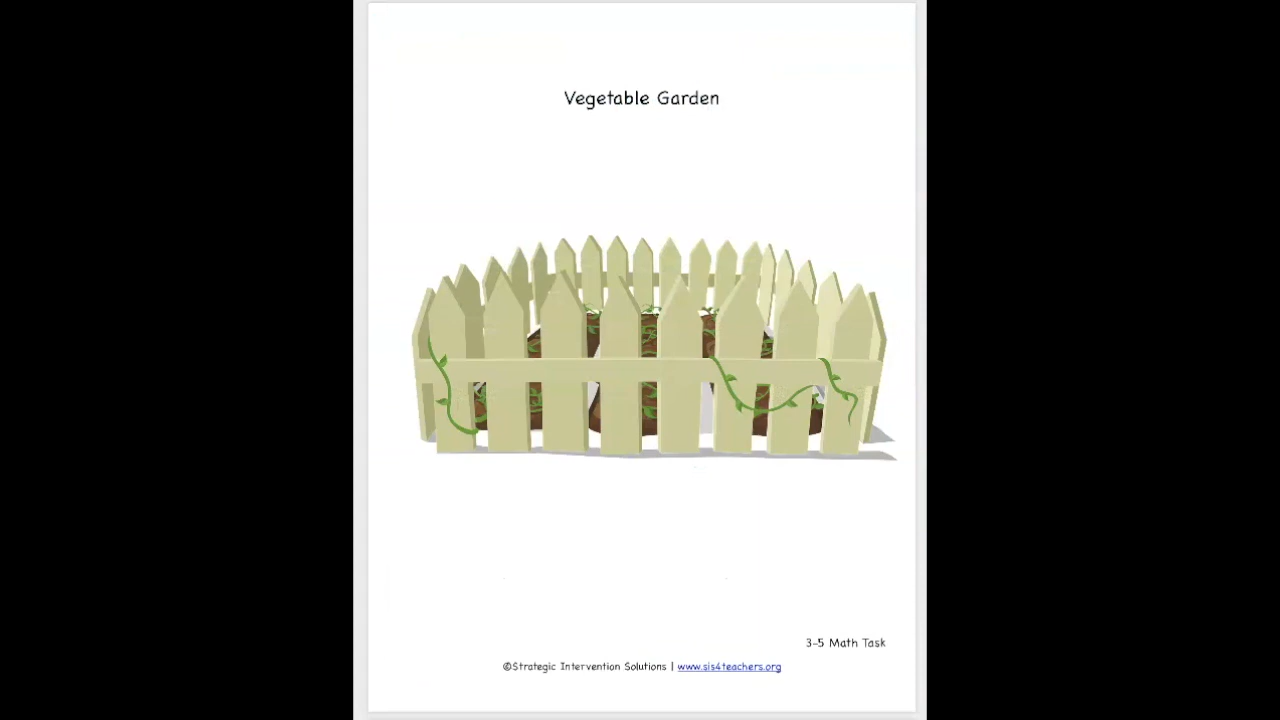 Vegetable Garden
3-5 Math Task
©Strategic Intervention Solutions | www.sis4teachers.org